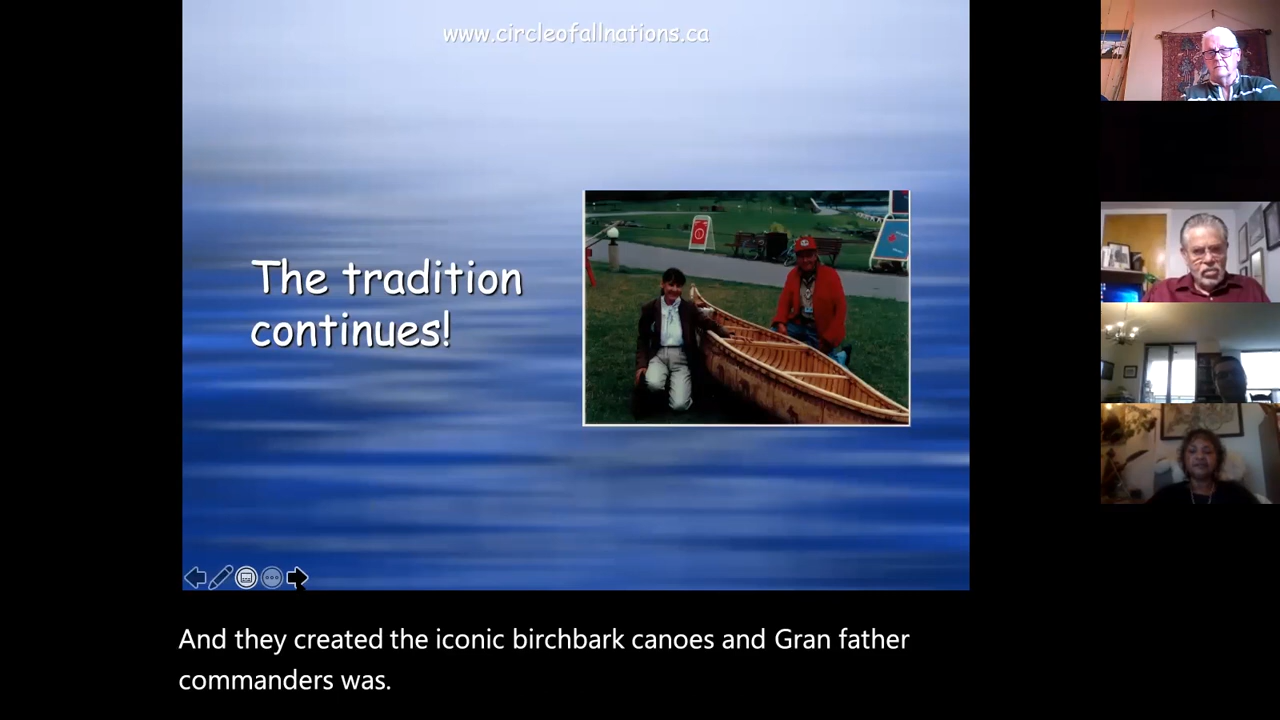 www.circleofallnations.ca
The tradition
continues!
And they created the iconic birchbark canoes and Gran father
commanders was.